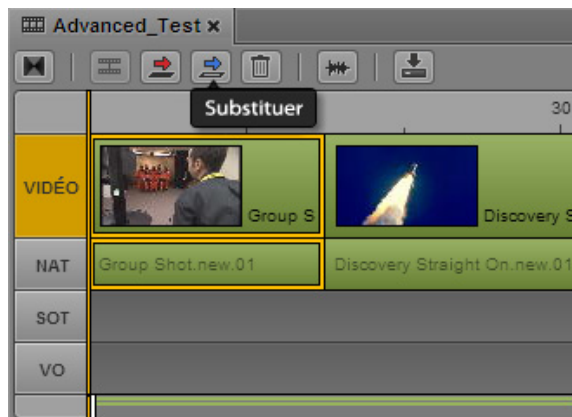 Advanced_Test x
Substituer
30
VIDÉO
Group S
Discovery S
NAT
Group Shot.new.01
Discovery Straight On.new.01
SOT
VO